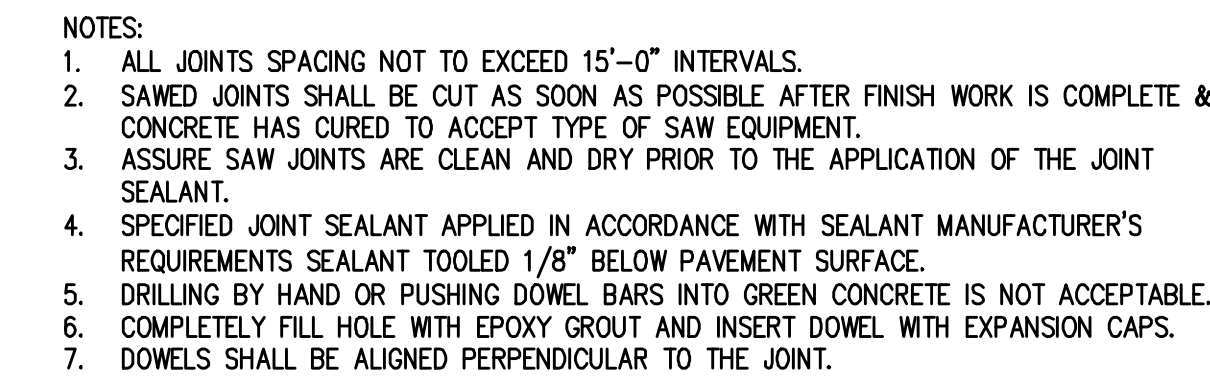 NOTES:
1. ALL JOINTS SPACING NOT TO EXCEED 15'-0" INTERVALS.
2. SAWED JOINTS SHALL BE CUT AS SOON AS POSSIBLE AFTER FINISH WORK IS COMPLETE &
CONCRETE HAS CURED TO ACCEPT TYPE OF SAW EQUIPMENT.
3. ASSURE SAW JOINTS ARE CLEAN AND DRY PRIOR TO THE APPLICATION OF THE JOINT
SEALANT.
4. SPECIFIED JOINT SEALANT APPLIED IN ACCORDANCE WITH SEALANT MANUFACTURER'S
REQUIREMENTS SEALANT TOOLED 1/8" BELOW PAVEMENT SURFACE.
5. DRILLING BY HAND OR PUSHING DOWEL BARS INTO GREEN CONCRETE IS NOT ACCEPTABLE.
6. COMPLETELY FILL HOLE WITH EPOXY GROUT AND INSERT DOWEL WITH EXPANSION CAPS.
7. DOWELS SHALL BE ALIGNED PERPENDICULAR TO THE JOINT.